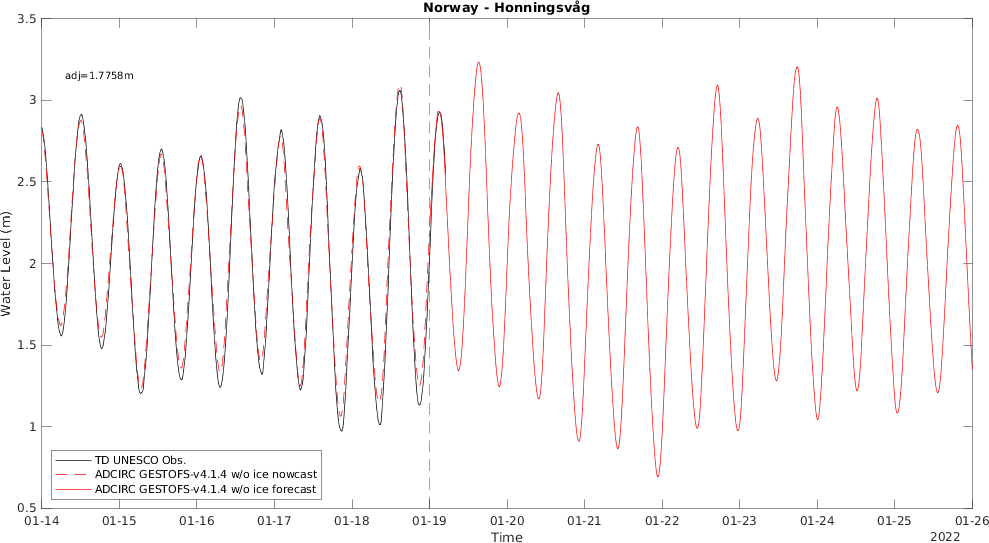 Norway - Honningsvåg
adj=1.7758m
3.5
3
2.5
2
1.5
1
0.5
Water Level (m)
TD UNESCO Obs.
ADCIRC GESTOFS-v4.1.4 w/o ice nowcast
ADCIRC GESTOFS-v4.1.4 w/o ice forecast
01-14 01-15 01-16 01-17 01-18 01-19 01-20 01-21 01-22 01-23 01-24 01-25 01-26
Time
2022